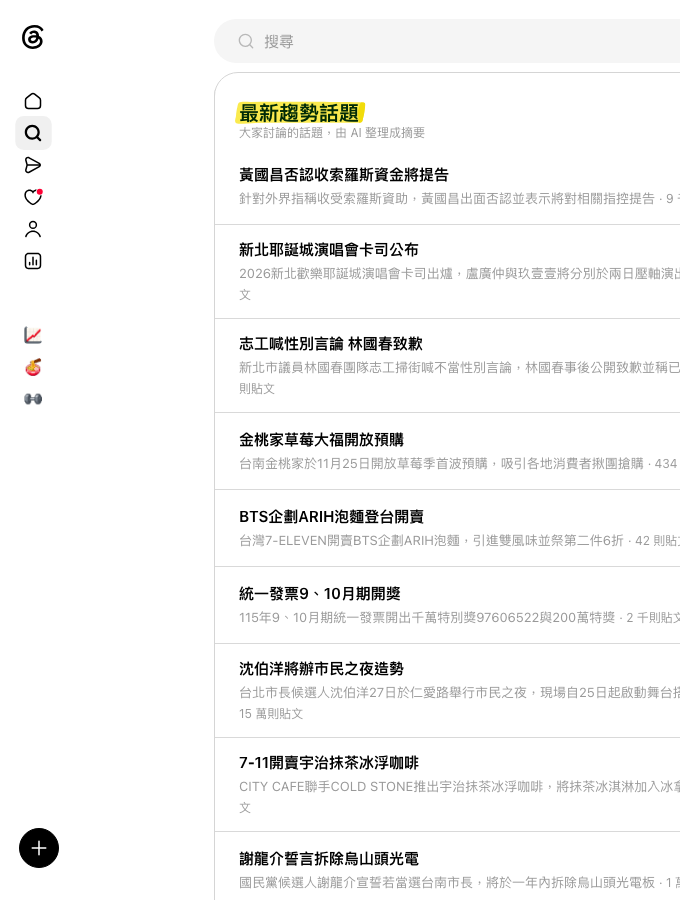 搜尋
最新趨勢話題
大家討論的話題，由 AI 整理成摘要
黃國昌否認收索羅斯資金將提告
針對外界指稱收受索羅斯資助，黃國昌出面否認並表示將對相關指控提告 · 9
新北耶誕城演唱會卡司公布
2026新北歡樂耶誕城演唱會卡司出爐，盧廣仲與玖壹壹將分別於兩日壓軸演出
文
志工喊性別言論 林國春致歉
新北市議員林國春團隊志工掃街喊不當性別言論，林國春事後公開致歉並稱已
則貼文
金桃家草莓大福開放預購
台南金桃家於11月25日開放草莓季首波預購，吸引各地消費者揪團搶購 · 434
BTS企劃ARIH泡麵登台開賣
台灣7-ELEVEN開賣BTS企劃ARIH泡麵，引進雙風味並祭第二件6折 · 42 則貼
統一發票9、10月期開獎
115年9、10月期統一發票開出千萬特別獎97606522與200萬特獎 · 2 千則貼文
沈伯洋將辦市民之夜造勢
台北市長候選人沈伯洋27日於仁愛路舉行市民之夜，現場自25日起啟動舞台搭
15 萬則貼文
7-11開賣宇治抹茶冰浮咖啡
CITY CAFE聯手COLD STONE推出宇治抹茶冰浮咖啡，將抹茶冰淇淋加入冰拿
文
謝龍介誓言拆除烏山頭光電
國民黨候選人謝龍介宣誓若當選台南市長，將於一年內拆除烏山頭光電板 · 1 萬